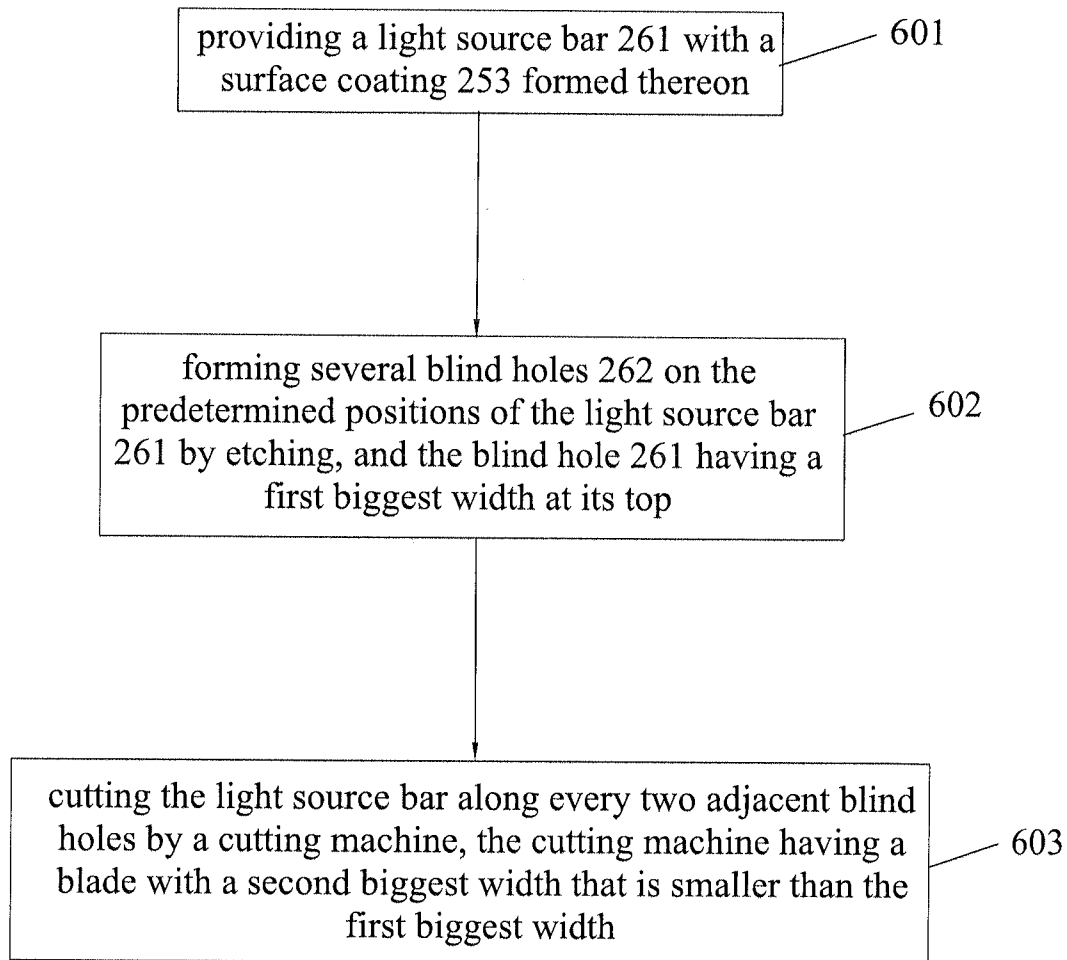 providing a light source bar 261 with a
surface coating 253 formed thereon
601
forming several blind holes 262 on the
predetermined positions of the light source bar
261 by etching, and the blind hole 261 having a
first biggest width at its top
602
cutting the light source bar along every two adjacent blind
holes by a cutting machine, the cutting machine having a
blade with a second biggest width that is smaller than the
first biggest width
603